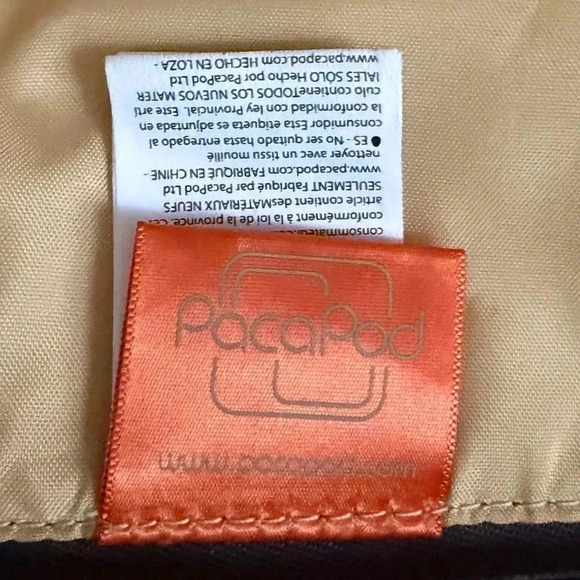 PacaPod
www.pacapod.com
conformément à la loi de la province.
article contient desMATÉRIAUX NEUFS
SEULEMENT Fabriqué par PacaPod Ltd
www.pacapod.com FABRIQUÉ EN CHINE -
nettoyer avec un tissu mouillé
● ES - No ser quitado hasta entregado al
consumidor Esta etiqueta es adjuntada en
la conformidad con ley Provincial. Este arti
culo contieneTODOS LOS NUEVOS MATER
IALES SÓLO Hecho por PacaPod Ltd
www.pacapod.com HECHO EN LOZA -